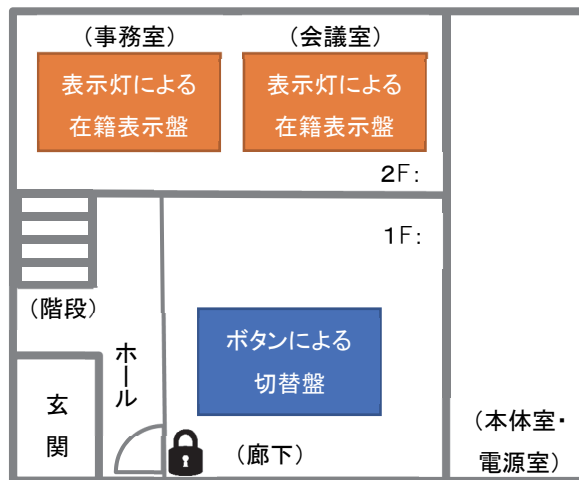 （事務室）
表示灯による
在籍表示盤
（会議室）
表示灯による
在籍表示盤
２Ｆ：
１Ｆ：
（階段）
ホール
ボタンによる
切替盤
玄
関
（廊下）
（本体室・
電源室）